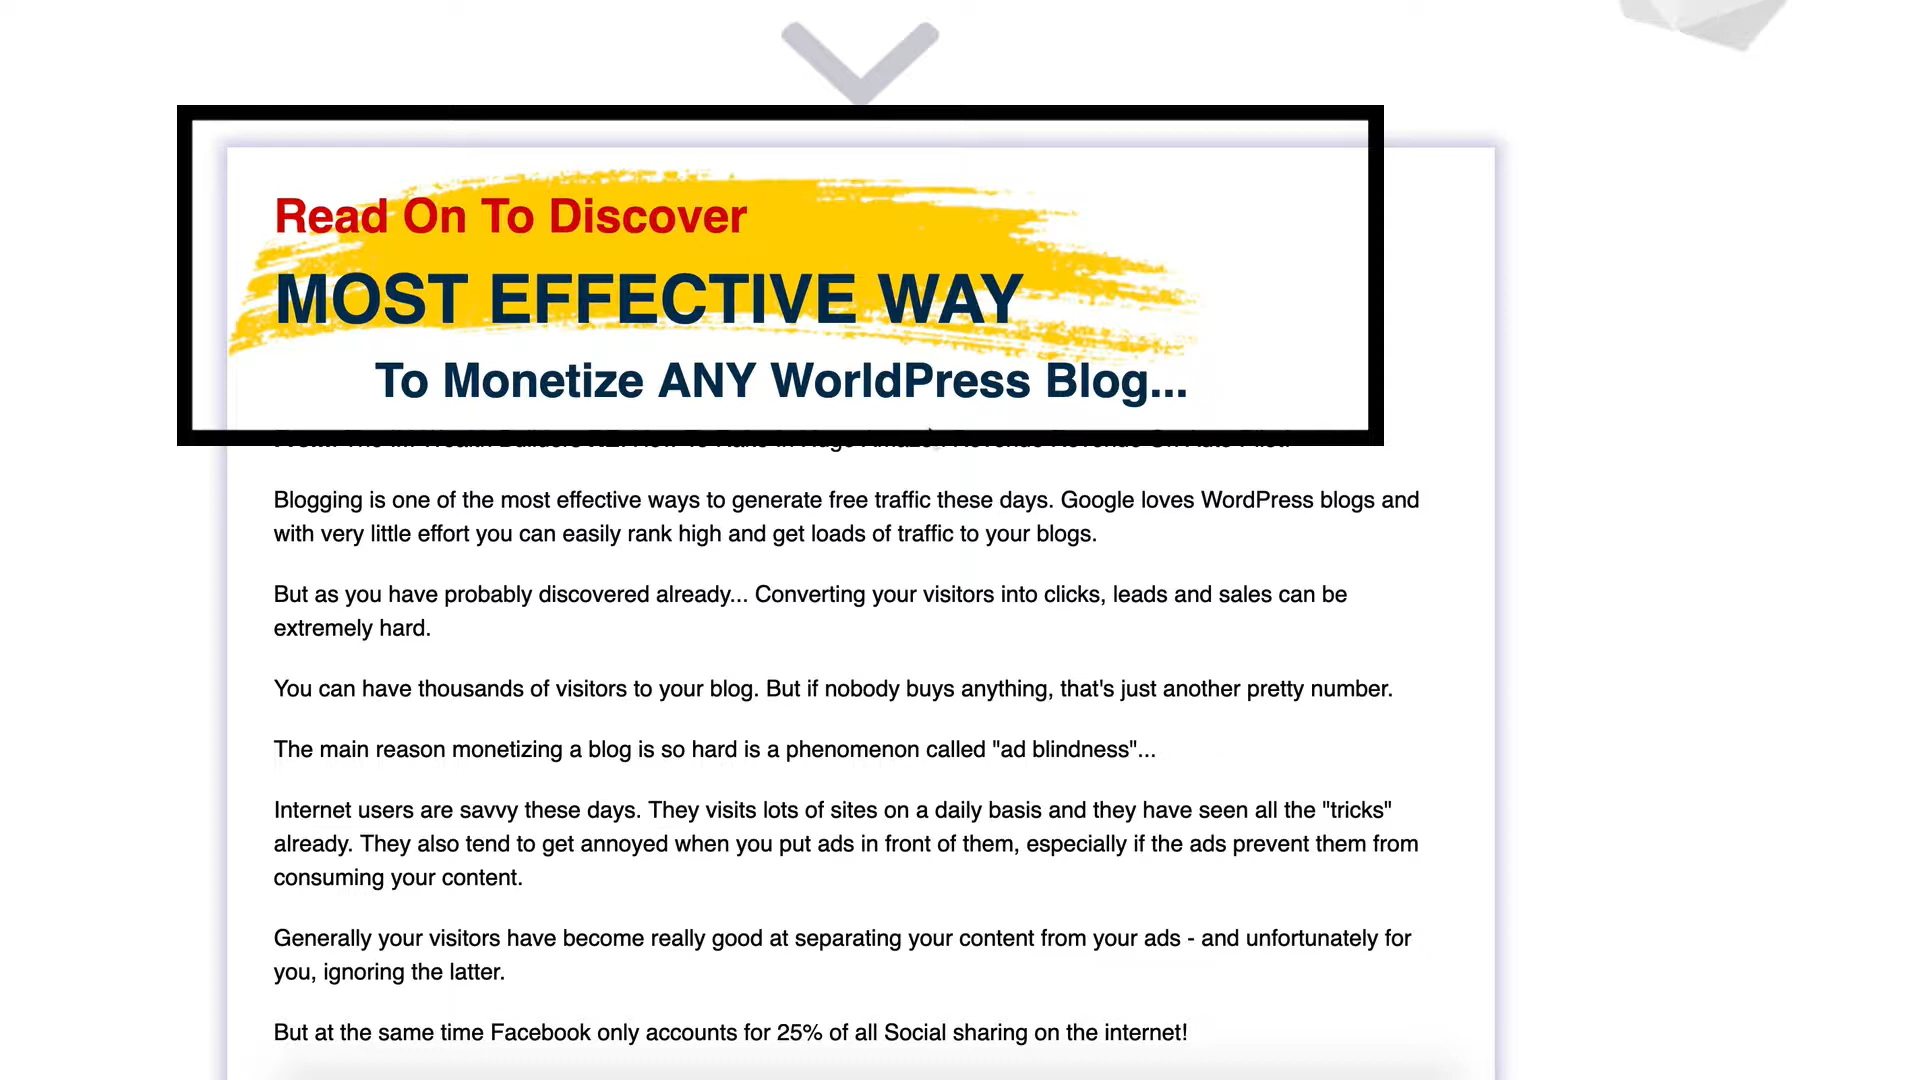 Read On To Discover
MOST EFFECTIVE WAY
To Monetize ANY WorldPress Blog...
Blogging is one of the most effective ways to generate free traffic these days. Google loves WordPress blogs and
with very little effort you can easily rank high and get loads of traffic to your blogs.
But as you have probably discovered already... Converting your visitors into clicks, leads and sales can be
extremely hard.
You can have thousands of visitors to your blog. But if nobody buys anything, that's just another pretty number.
The main reason monetizing a blog is so hard is a phenomenon called "ad blindness"...
Internet users are savvy these days. They visits lots of sites on a daily basis and they have seen all the "tricks"
already. They also tend to get annoyed when you put ads in front of them, especially if the ads prevent them from
consuming your content.
Generally your visitors have become really good at separating your content from your ads - and unfortunately for
you, ignoring the latter.
But at the same time Facebook only accounts for 25% of all Social sharing on the internet!